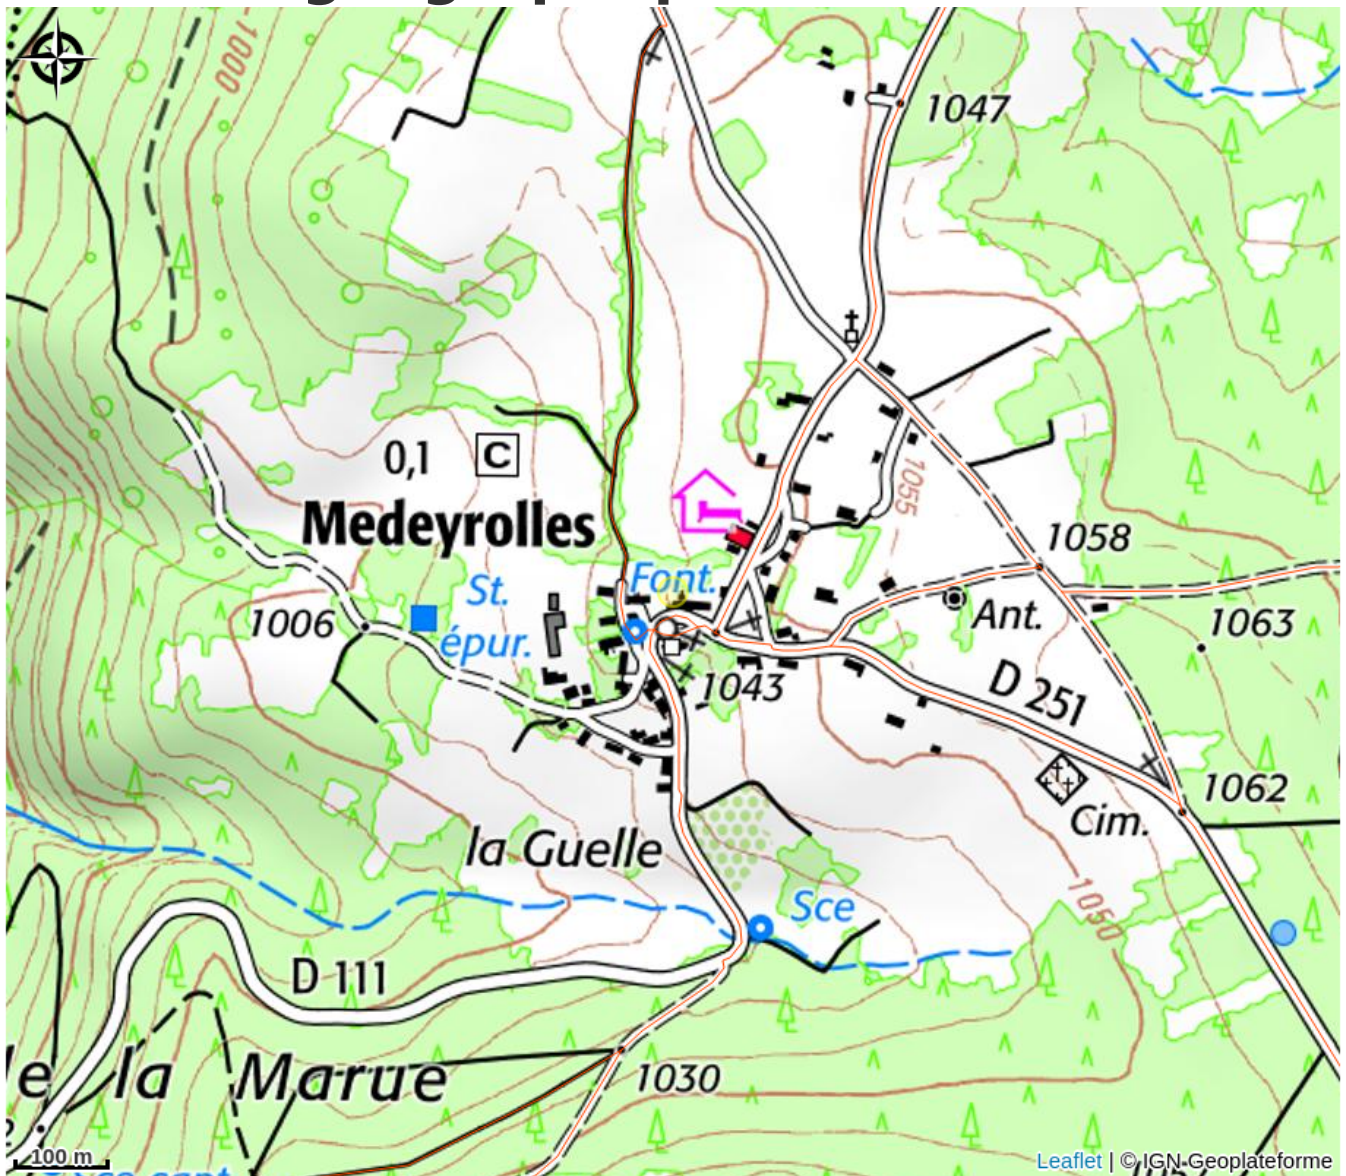 1000
1047
0,1 C
Medeyrolles
1055
1058
St.
épur.
Font.
1006
Ant.
1063
1043
D 251
1062
Cim.
la Guelle
Sce
1050
D 111
la Marue
1030
100 m
Leaflet | © IGN-Geoplateforme